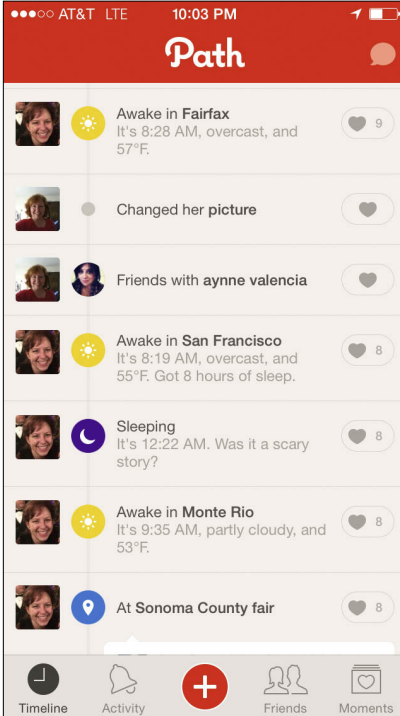 AT&T LTE 10:03 PM
Path
Awake in Fairfax
It's 8:28 AM, overcast, and
57°F.
9
Changed her picture
Friends with aynne valencia
Awake in San Francisco
It's 8:19 AM, overcast, and
55°F. Got 8 hours of sleep.
8
Sleeping
It's 12:22 AM. Was it a scary
story?
8
Awake in Monte Rio
It's 9:35 AM, partly cloudy, and
53°F.
8
At Sonoma County fair
8
Timeline Activity Friends Moments